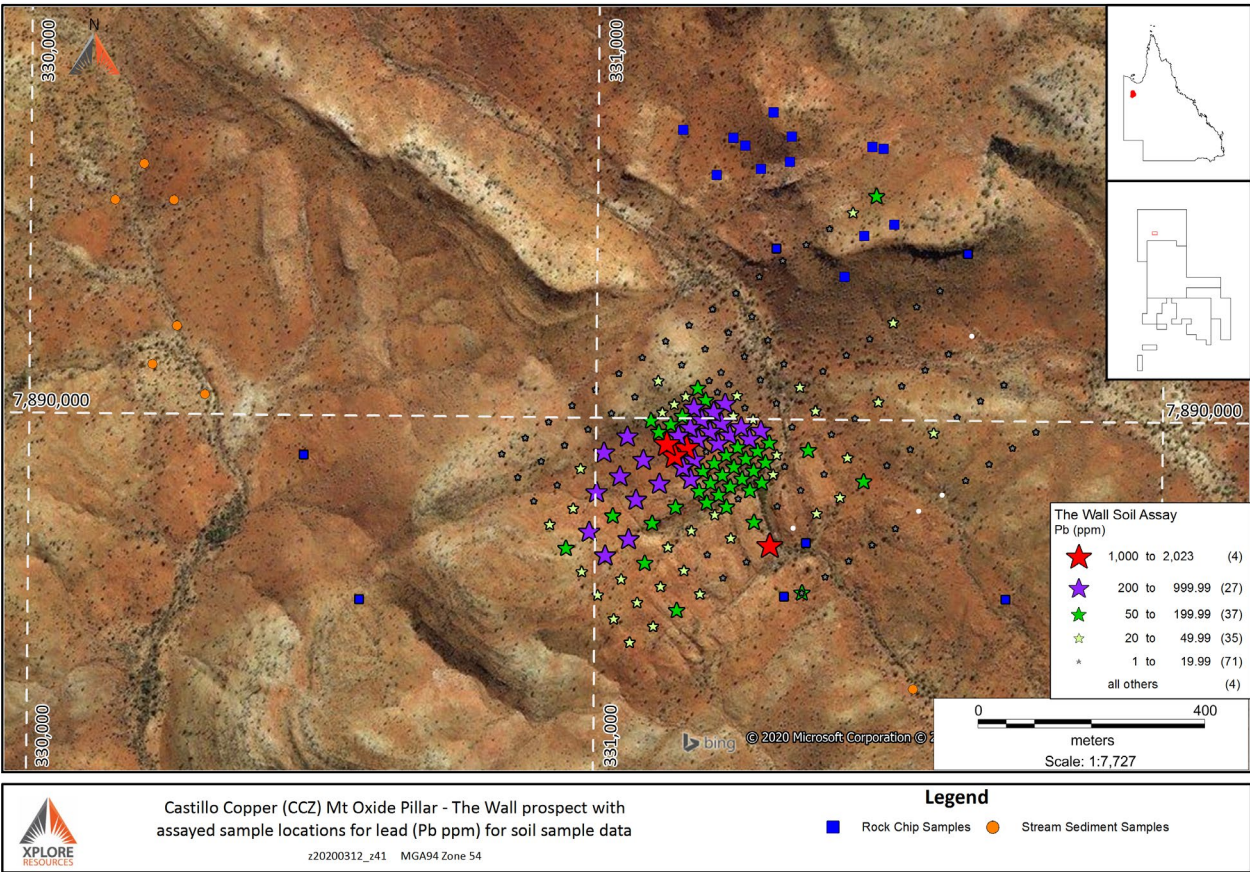 N
330,000
331,000
7,890,000
7,890,000
The Wall Soil Assay
Pb (ppm)
1,000 to 2,023 (4)
200 to 999.99 (27)
50 to 199.99 (37)
20 to 49.99 (35)
1 to 19.99 (71)
all others (4)
0 400
meters
Scale: 1:7,727
330,000
331,000
bing © 2020 Microsoft Corporation © 2
XPLORE
RESOURCES
Castillo Copper (CCZ) Mt Oxide Pillar - The Wall prospect with
assayed sample locations for lead (Pb ppm) for soil sample data
z20200312_z41 MGA94 Zone 54
Legend
Rock Chip Samples Stream Sediment Samples